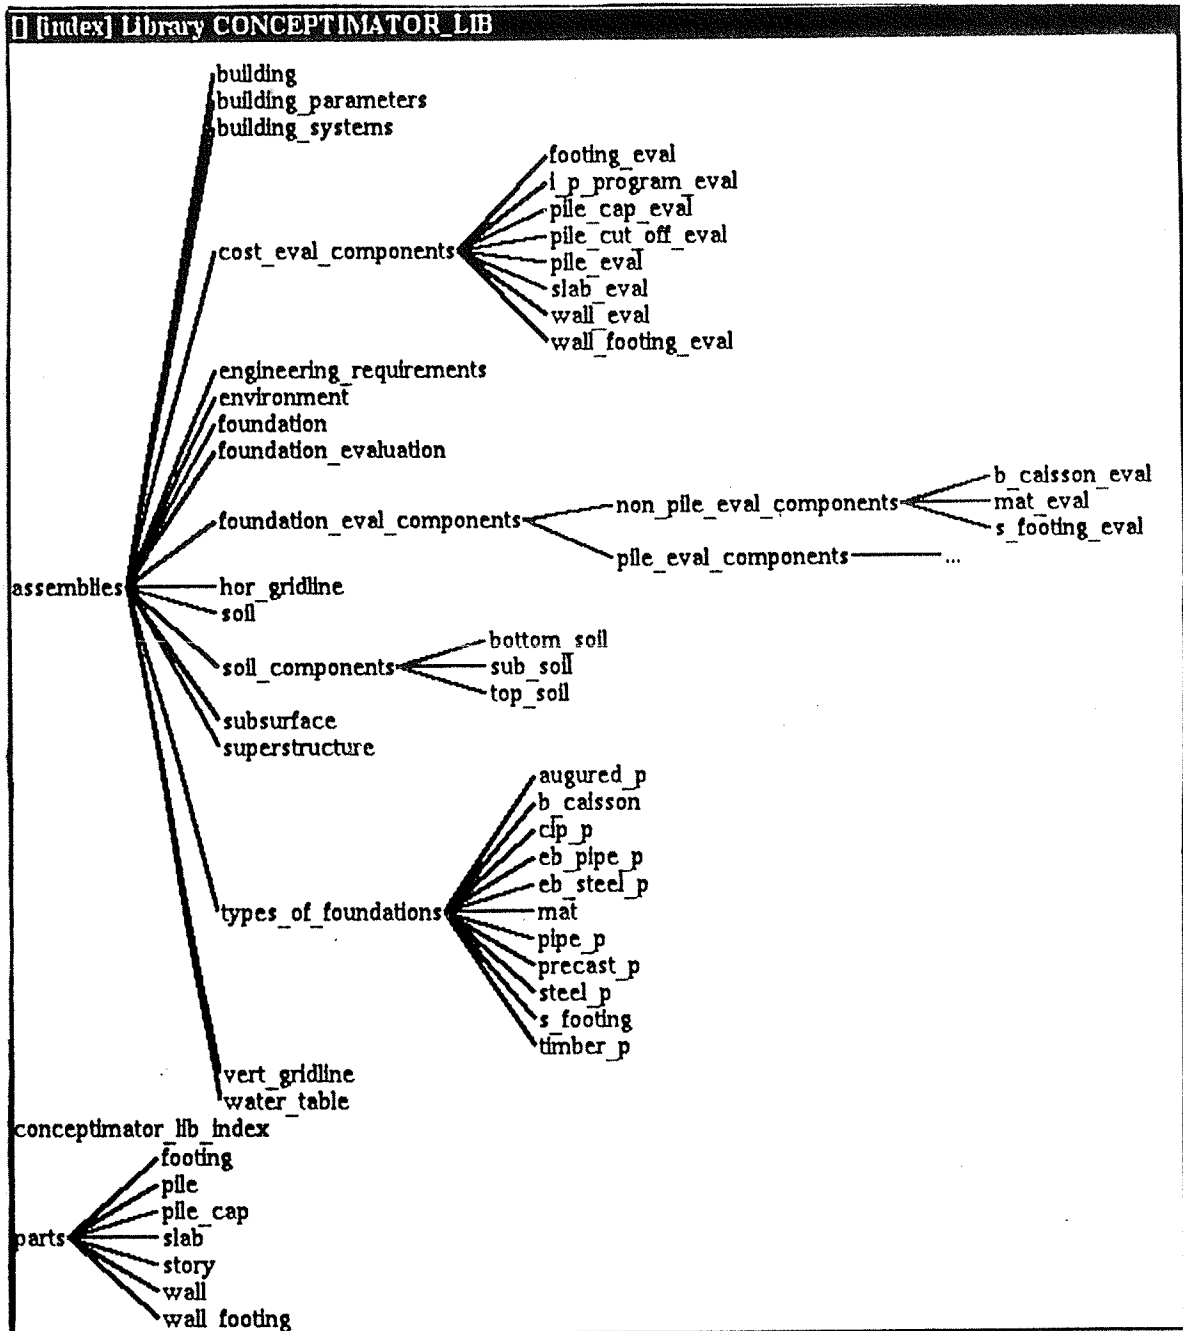 [] [index] Library CONCEPTIMATOR_LIB
building
building_parameters
building_systems
footing_eval
i_p_program_eval
pile_cap_eval
pile_cut_off_eval
cost_eval_components
pile_eval
slab_eval
wall_eval
wall_footing_eval
engineering_requirements
environment
foundation
foundation_evaluation
b_caisson_eval
non_pile_eval_components
mat_eval
foundation_eval_components
s_footing_eval
pile_eval_components
...
assemblies
hor_gridline
soil
bottom_soil
soil_components
sub_soil
top_soil
subsurface
superstructure
augured_p
b_caisson
cip_p
eb_pipe_p
eb_steel_p
types_of_foundations
mat
pipe_p
precast_p
steel_p
s_footing
timber_p
vert_gridline
water_table
conceptimator_lib_index
footing
pile
pile_cap
parts
slab
story
wall
wall_footing